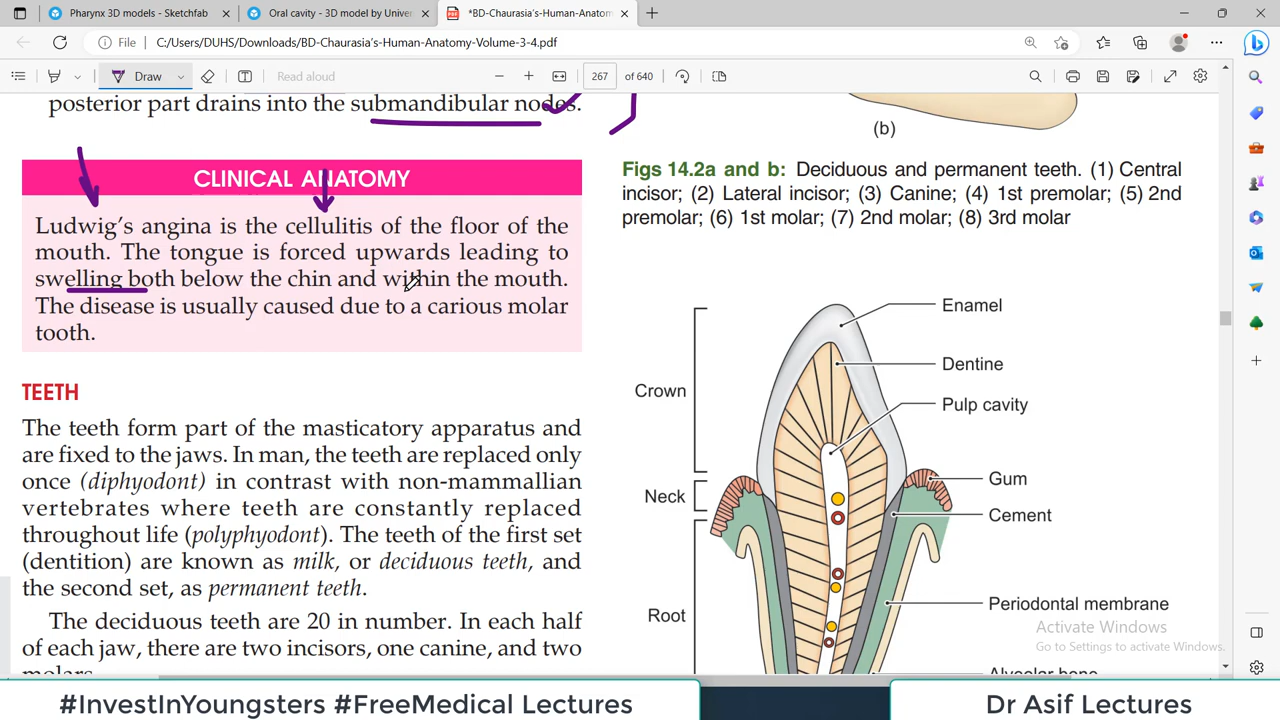 Pharynx 3D models - Sketchfab
Oral cavity - 3D model by Univer
*BD-Chaurasia's-Human-Anatom
File
C:/Users/DUHS/Downloads/BD-Chaurasia's-Human-Anatomy-Volume-3-4.pdf
Draw
Read aloud
267 of 640
posterior part drains into the submandibular nodes.
CLINICAL ANATOMY
Ludwig's angina is the cellulitis of the floor of the
mouth. The tongue is forced upwards leading to
swelling both below the chin and within the mouth.
The disease is usually caused due to a carious molar
tooth.
TEETH
The teeth form part of the masticatory apparatus and
are fixed to the jaws. In man, the teeth are replaced only
once (diphyodont) in contrast with non-mammalian
vertebrates where teeth are constantly replaced
throughout life (polyphyodont). The teeth of the first set
(dentition) are known as milk, or deciduous teeth, and
the second set, as permanent teeth.
The deciduous teeth are 20 in number. In each half
of each jaw, there are two incisors, one canine, and two
molars.
(b)
Figs 14.2a and b: Deciduous and permanent teeth. (1) Central
incisor; (2) Lateral incisor; (3) Canine; (4) 1st premolar; (5) 2nd
premolar; (6) 1st molar; (7) 2nd molar; (8) 3rd molar
Enamel
Dentine
Crown
Pulp cavity
Gum
Neck
Cement
Periodontal membrane
Root
Activate Windows
Go to Settings to activate Windows.
Alveolar bone
#InvestInYoungsters #FreeMedical Lectures
Dr Asif Lectures